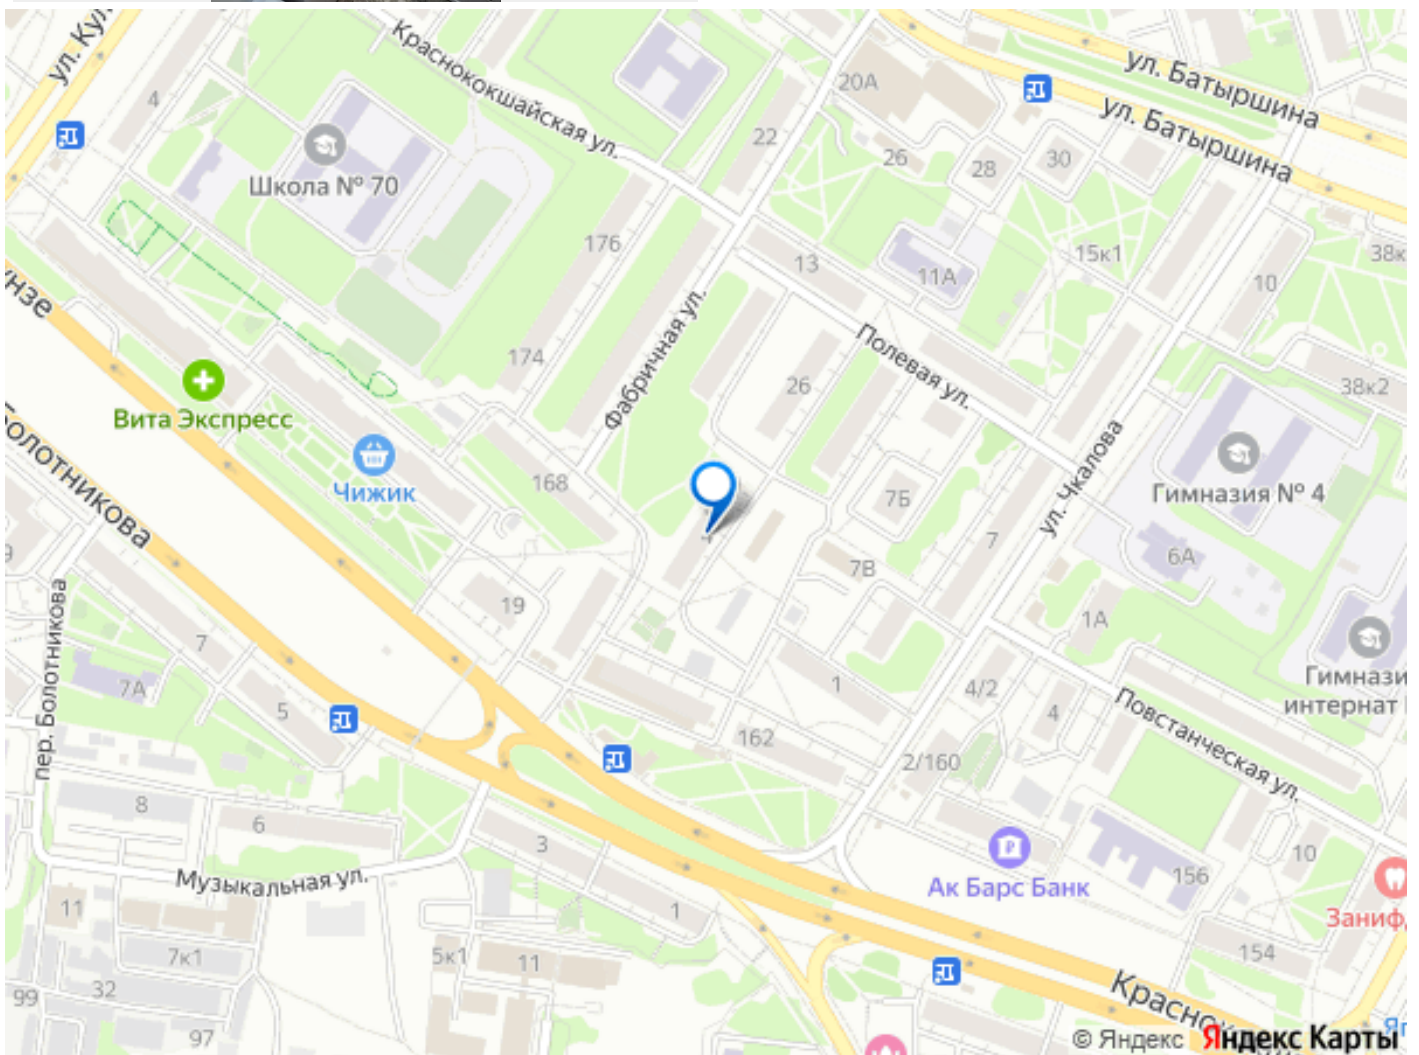 ул. Кул
Краснококшайская ул.
ул. Батыршина
ул. Батыршина
20А
4
22
26
28
30
Школа № 70
176
13
11А
15к1
38к
10
нзе
Фабричная ул.
Полевая ул.
174
26
38к2
Вита Экспресс
ул. Чкалова
Болотникова
Чижик
168
7Б
Гимназия № 4
7
7В
6А
9
19
1А
пер. Болотникова
7
7А
5
1
4/2
4
Гимнази
интернат
Повстанческая ул.
162
2/160
8
6
3
10
Музыкальная ул.
Ак Барс Банк
156
11
1
Заниф
7к1
5к1
11
154
32
99
97
Красно
© Яндекс Яндекс Карты